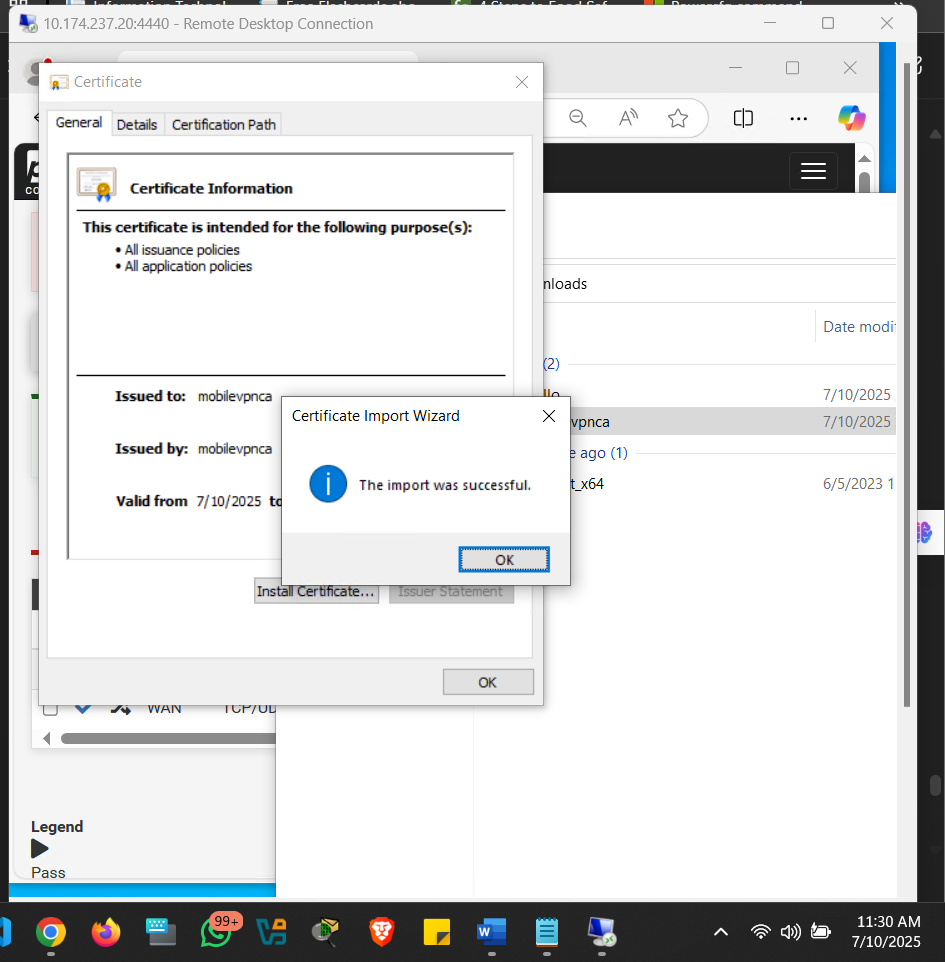 10.174.237.20:4440 - Remote Desktop Connection
Certificate
General
Details
Certification Path
Certificate Information
This certificate is intended for the following purpose(s):
• All issuance policies
• All application policies
Issued to: mobilevpnca
Issued by: mobilevpnca
Valid from 7/10/2025 to
Install Certificate...
Issuer Statement
OK
Certificate Import Wizard
The import was successful.
OK
nloads
Date modi
(2)
7/10/2025
vpnca
7/10/2025
e ago (1)
t_x64
6/5/2023 1
WAN
TCP/UD
Legend
Pass
99+
11:30 AM
7/10/2025